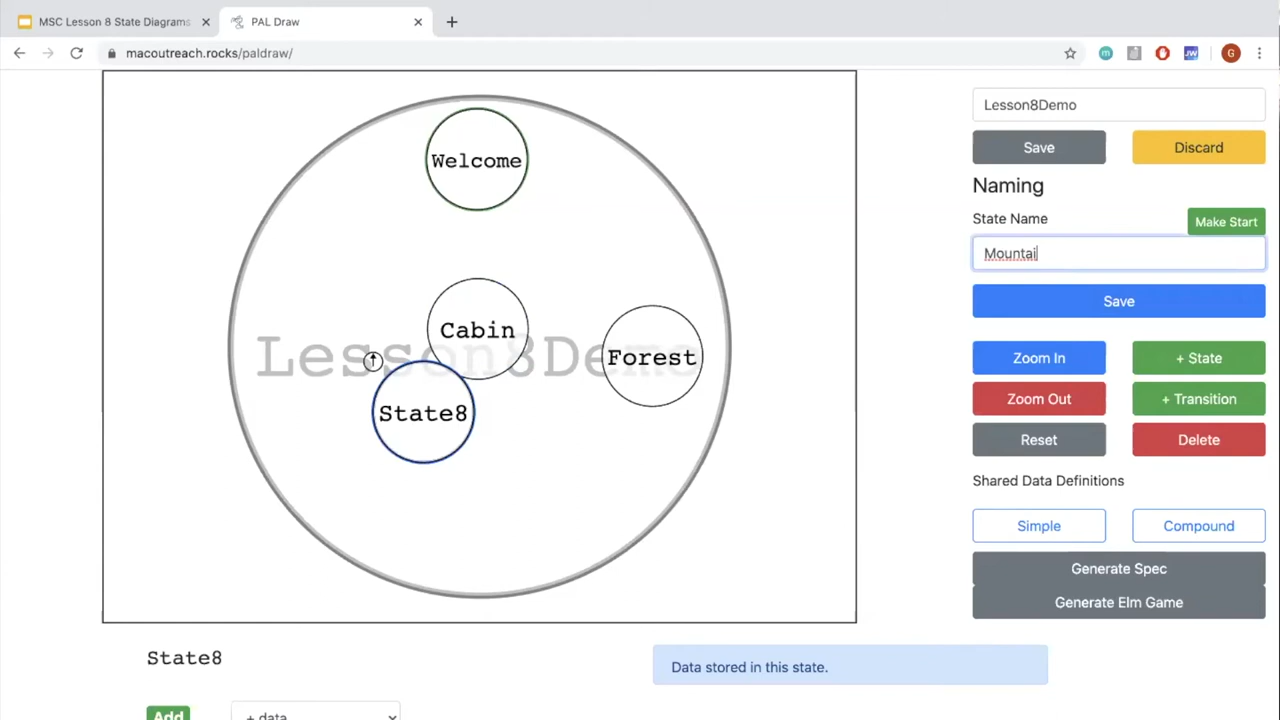 MSC Lesson 8 State Diagrams
PAL Draw
macoutreach.rocks/paldraw/
G
Welcome
Cabin
Lesson8Demo
Forest
State8
Lesson8Demo
Save
Discard
Naming
State Name
Make Start
Mountai
Save
Zoom In
+ State
Zoom Out
+ Transition
Reset
Delete
Shared Data Definitions
Simple
Compound
Generate Spec
Generate Elm Game
State8
Data stored in this state.
Add
+ data